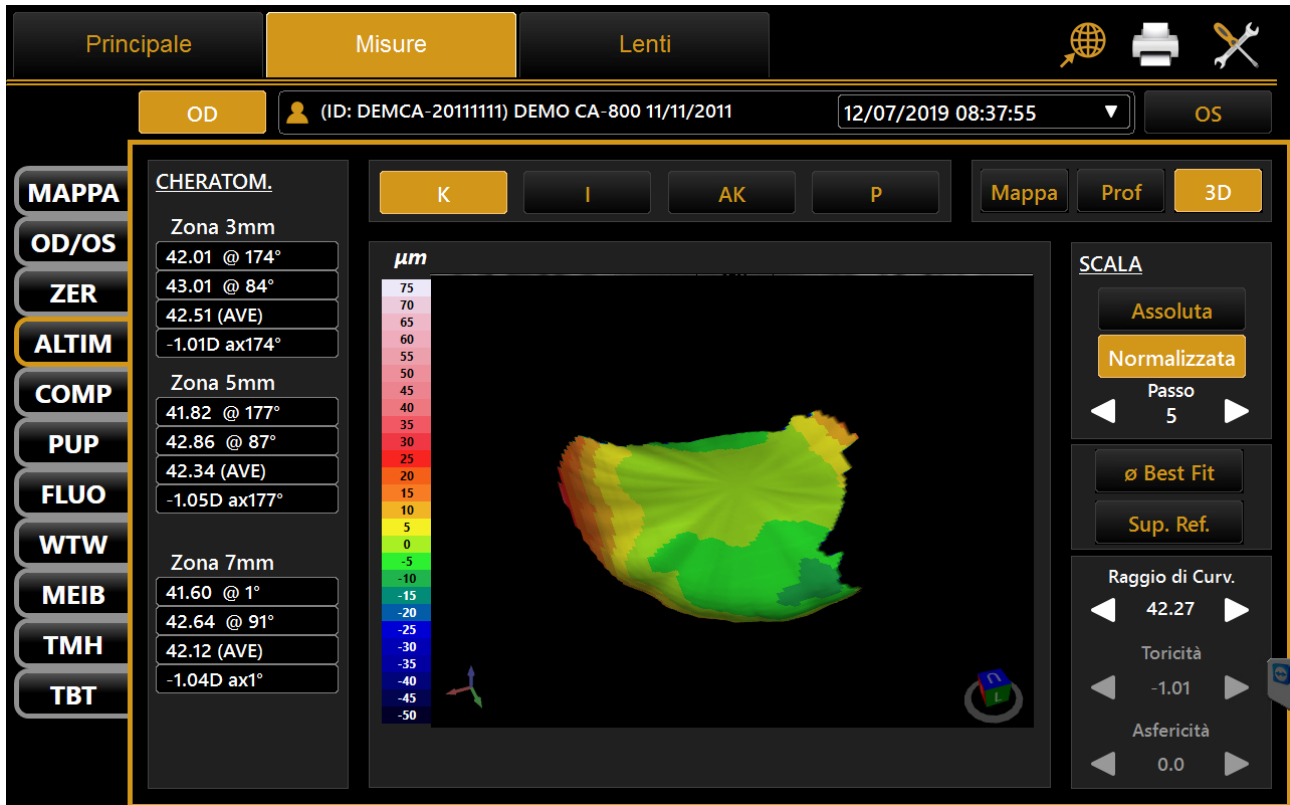 Principale Misure Lenti
OD (ID: DEMCA-20111111) DEMO CA-800 11/11/2011 12/07/2019 08:37:55 ▼ OS
MAPPA
OD/OS
ZER
ALTIM
COMP
PUP
FLUO
WTW
MEIB
TMH
TBT
CHERATOM.
Zona 3mm
42.01 @ 174°
43.01 @ 84°
42.51 (AVE)
-1.01D ax174°
Zona 5mm
41.82 @ 177°
42.86 @ 87°
42.34 (AVE)
-1.05D ax177°
Zona 7mm
41.60 @ 1°
42.64 @ 91°
42.12 (AVE)
-1.04D ax1°
K I AK P
Mappa Prof 3D
µm
75
70
65
60
55
50
45
40
35
30
25
20
15
10
5
0
-5
-10
-15
-20
-25
-30
-35
-40
-45
-50
U
L
SCALA
Assoluta
Normalizzata
Passo
5
ø Best Fit
Sup. Ref.
Raggio di Curv.
42.27
Toricità
-1.01
Asfericità
0.0